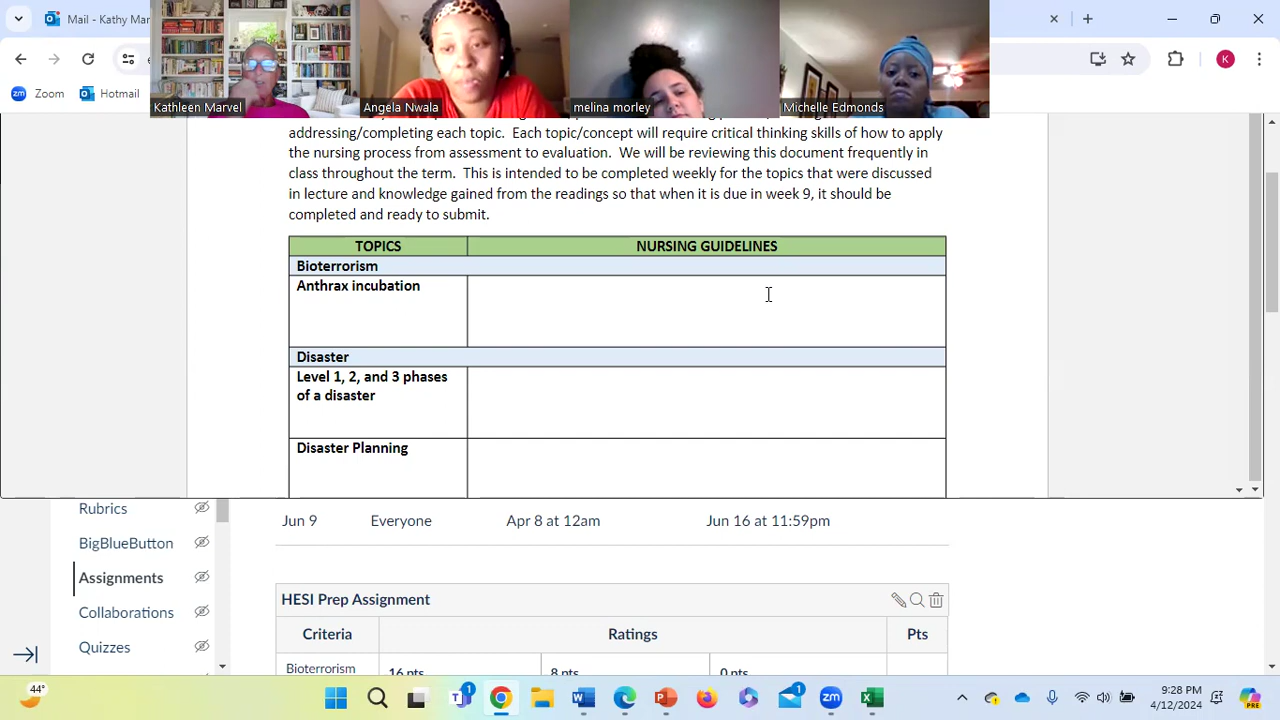 Mail - Kathy Mar
Zoom
Hotmail
K
Kathleen Marvel
Angela Nwala
melina morley
Michelle Edmonds
addressing/completing each topic. Each topic/concept will require critical thinking skills of how to apply
the nursing process from assessment to evaluation. We will be reviewing this document frequently in
class throughout the term. This is intended to be completed weekly for the topics that were discussed
in lecture and knowledge gained from the readings so that when it is due in week 9, it should be
completed and ready to submit.
TOPICS
NURSING GUIDELINES
Bioterrorism
Anthrax incubation
Disaster
Level 1, 2, and 3 phases
of a disaster
Disaster Planning
Rubrics
BigBlueButton
Assignments
Collaborations
Quizzes
Jun 9
Everyone
Apr 8 at 12am
Jun 16 at 11:59pm
HESI Prep Assignment
Criteria
Ratings
Pts
Bioterrorism
16 pts
8 pts
0 pts
44°
9:28 PM
4/12/2024